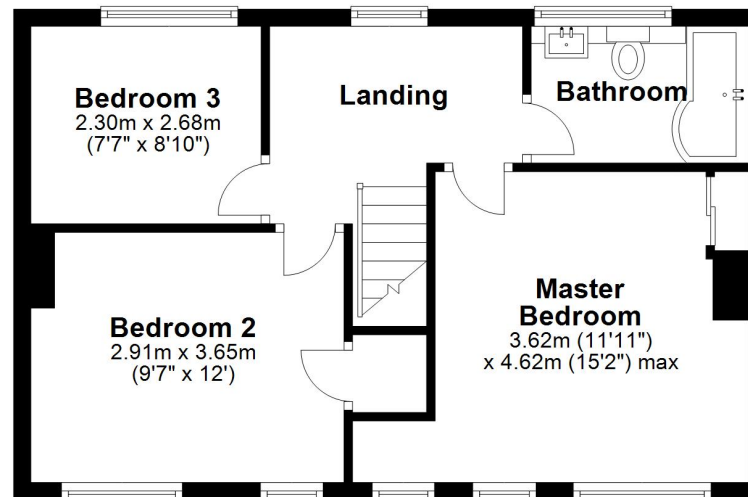 Bedroom 3
2.30m x 2.68m
(7'7" x 8'10")
Landing
Bathroom
Bedroom 2
2.91m x 3.65m
(9'7" x 12')
Master
Bedroom
3.62m (11'11")
x 4.62m (15'2") max